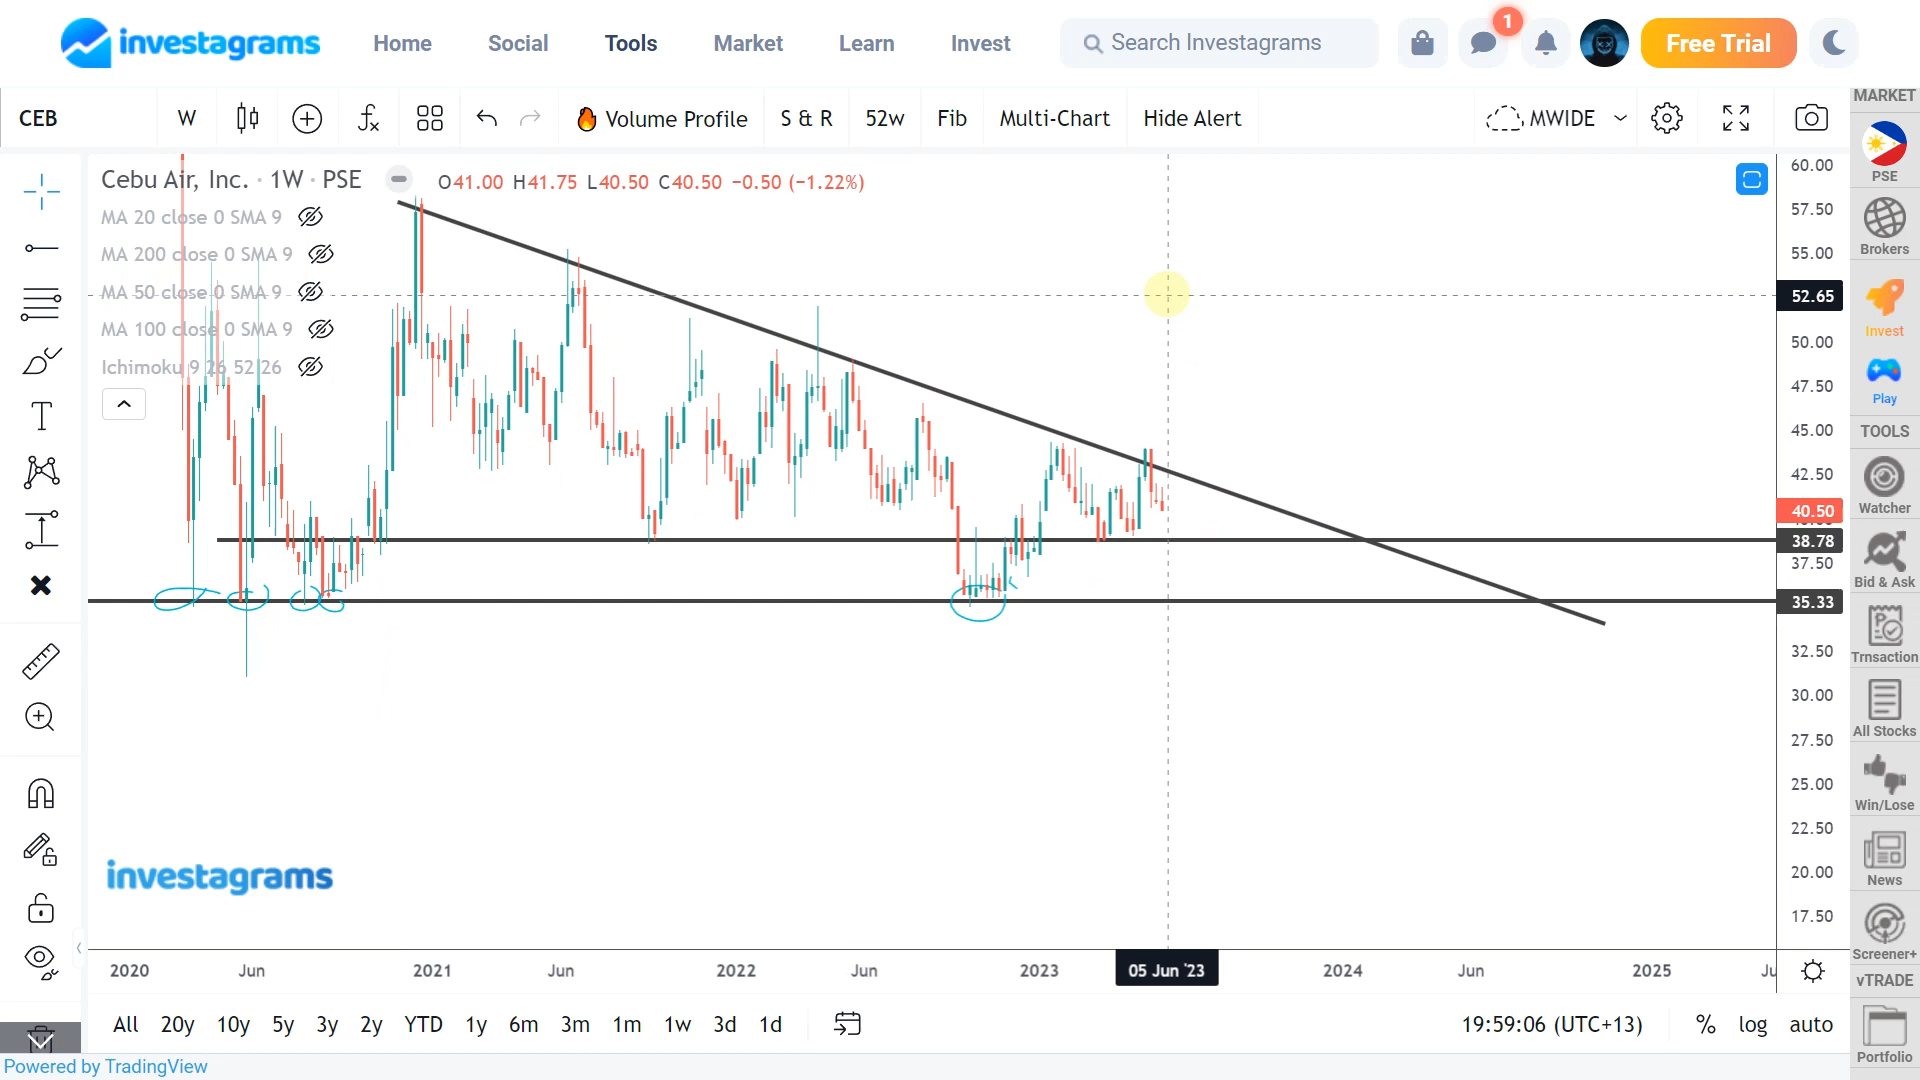 investagrams
Home Social Tools Market Learn Invest
Search Investagrams
1
Free Trial
CEB W Volume Profile S & R 52w Fib Multi-Chart Hide Alert MWIDE
Cebu Air, Inc. · 1W · PSE O41.00 H41.75 L40.50 C40.50 −0.50 (−1.22%)
MA 20 close 0 SMA 9
MA 200 close 0 SMA 9
MA 50 close 0 SMA 9
MA 100 close 0 SMA 9
Ichimoku 9 26 52 26
60.00
57.50
55.00
52.65
50.00
47.50
45.00
42.50
40.50
38.78
37.50
35.33
32.50
30.00
27.50
25.00
22.50
20.00
17.50
investagrams
2020 Jun 2021 Jun 2022 Jun 2023 05 Jun '23 2024 Jun 2025 Ju
All 20y 10y 5y 3y 2y YTD 1y 6m 3m 1m 1w 3d 1d 19:59:06 (UTC+13) % log auto
Powered by TradingView
MARKET
PSE
Brokers
Invest
Play
TOOLS
Watcher
Bid & Ask
Trnsaction
All Stocks
Win/Lose
News
Screener+
vTRADE
Portfolio